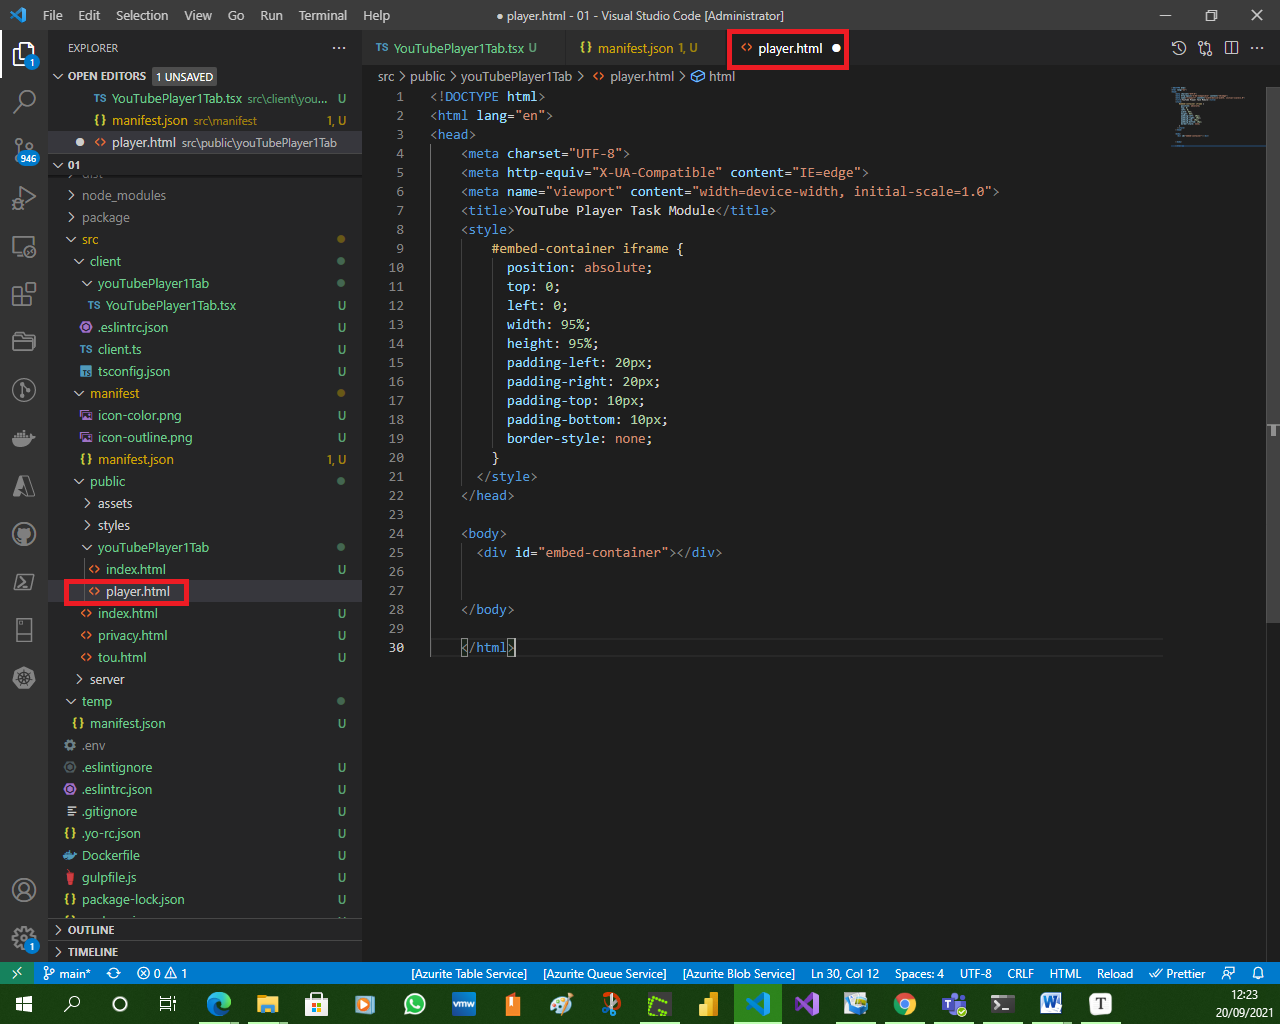 File Edit Selection View Go Run Terminal Help ● player.html - 01 - Visual Studio Code [Administrator]
EXPLORER
OPEN EDITORS 1 UNSAVED
TS YouTubePlayer1Tab.tsx src\client\you... U
{} manifest.json src\manifest 1, U
● <> player.html src\public\youTubePlayer1Tab
01
node_modules
package
src
client
youTubePlayer1Tab
TS YouTubePlayer1Tab.tsx U
.eslintrc.json U
TS client.ts U
tsconfig.json U
manifest
icon-color.png U
icon-outline.png U
{} manifest.json 1, U
public
assets
styles
youTubePlayer1Tab
<> index.html U
<> player.html
<> index.html U
<> privacy.html U
<> tou.html U
server
temp
{} manifest.json U
.env
.eslintignore U
.eslintrc.json U
.gitignore U
{} .yo-rc.json U
Dockerfile U
gulpfile.js U
{} package-lock.json U
OUTLINE
TIMELINE
1
946
1
TS YouTubePlayer1Tab.tsx U {} manifest.json 1, U <> player.html ●
src > public > youTubePlayer1Tab > <> player.html > html
1 <!DOCTYPE html>
2 <html lang="en">
3 <head>
4 <meta charset="UTF-8">
5 <meta http-equiv="X-UA-Compatible" content="IE=edge">
6 <meta name="viewport" content="width=device-width, initial-scale=1.0">
7 <title>YouTube Player Task Module</title>
8 <style>
9 #embed-container iframe {
10 position: absolute;
11 top: 0;
12 left: 0;
13 width: 95%;
14 height: 95%;
15 padding-left: 20px;
16 padding-right: 20px;
17 padding-top: 10px;
18 padding-bottom: 10px;
19 border-style: none;
20 }
21 </style>
22 </head>
23
24 <body>
25 <div id="embed-container"></div>
26
27
28 </body>
29
30 </html>
main* 0 1 [Azurite Table Service] [Azurite Queue Service] [Azurite Blob Service] Ln 30, Col 12 Spaces: 4 UTF-8 CRLF HTML Reload Prettier
vmw T
12:23
20/09/2021